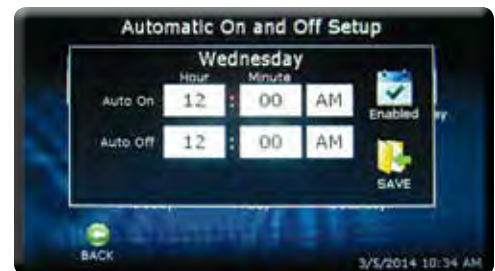 Automatic On and Off Setup
Wednesday
Hour Minute
Auto On 12 : 00 AM
Enabled
Auto Off 12 : 00 AM
SAVE
BACK
3/5/2014 10:34 AM